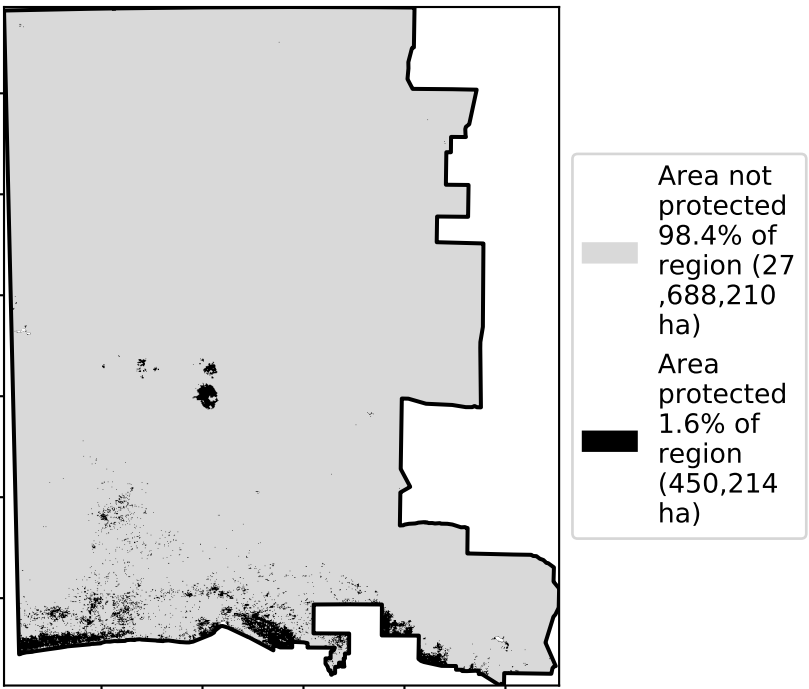 Area not
protected
98.4% of
region (27
,688,210
ha)
Area
protected
1.6% of
region
(450,214
ha)